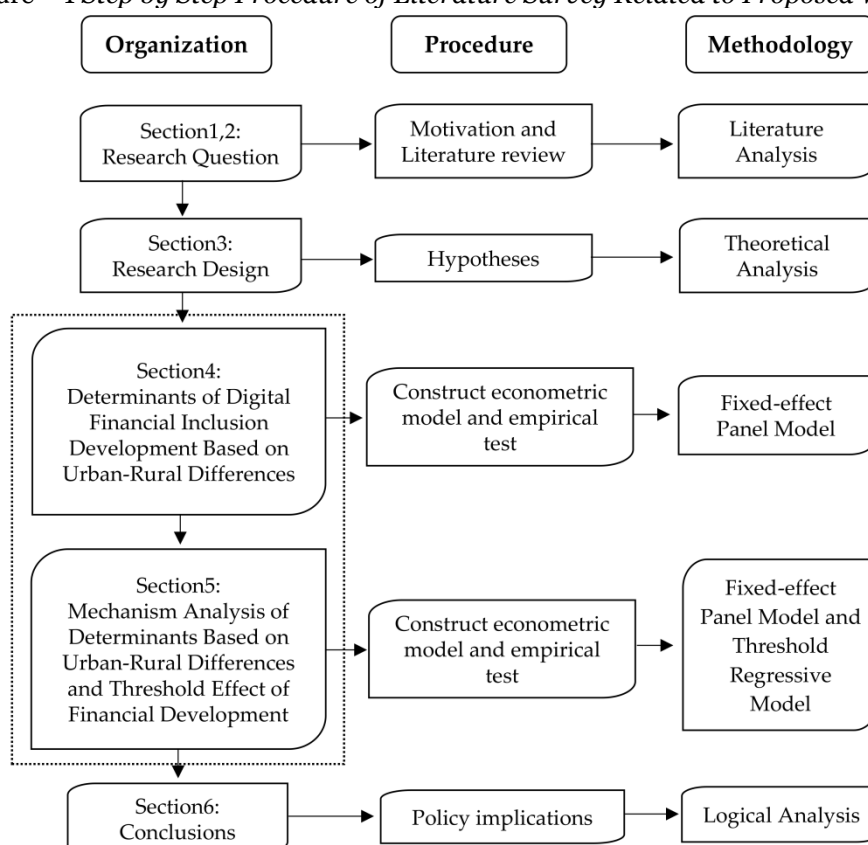 A Step by Step Procedure of Literature Survey Related to Proposed
Organization
Procedure
Methodology
Section1,2:
Research Question
Motivation and
Literature review
Literature
Analysis
Section3:
Research Design
Hypotheses
Theoretical
Analysis
Section4:
Determinants of Digital
Financial Inclusion
Development Based on
Urban-Rural Differences
Construct econometric
model and empirical
test
Fixed-effect
Panel Model
Section5:
Mechanism Analysis of
Determinants Based on
Urban-Rural Differences
and Threshold Effect of
Financial Development
Construct econometric
model and empirical
test
Fixed-effect
Panel Model and
Threshold
Regressive
Model
Section6:
Conclusions
Policy implications
Logical Analysis